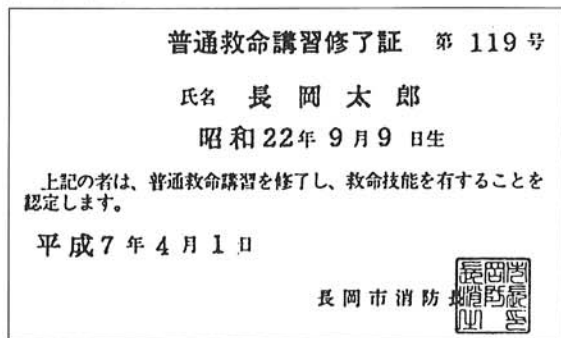 普通救命講習修了証 第 119 号
氏名 長岡太郎
昭和22年9月9日生
上記の者は、普通救命講習を修了し、救命技能を有することを
認定します。
平成7年4月1日
長岡市消防長